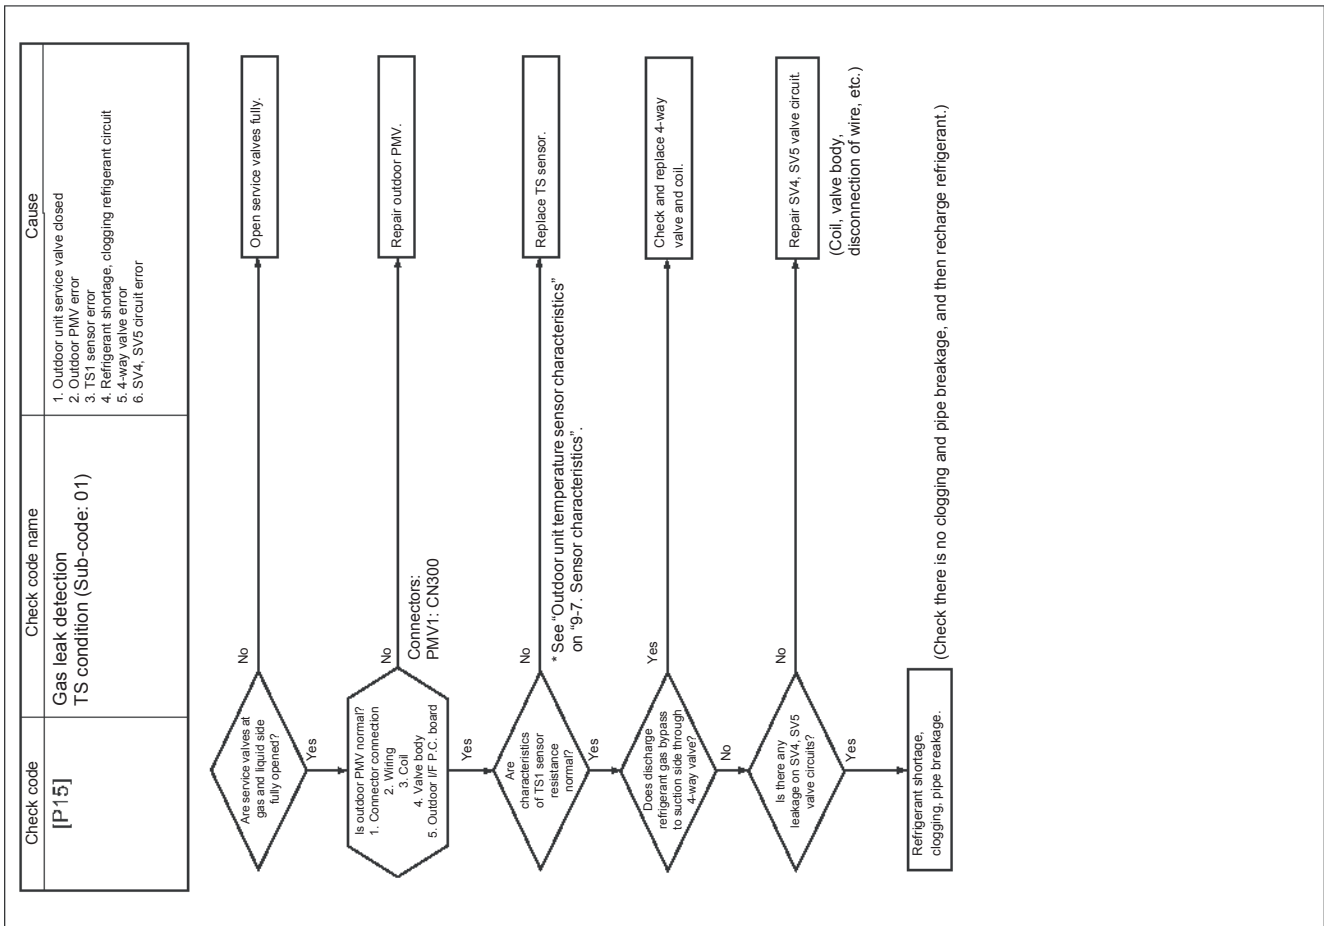 Check code
Check code name
Cause
[P15]
Gas leak detection
TS condition (Sub-code: 01)
1. Outdoor unit service valve closed
2. Outdoor PMV error
3. TS1 sensor error
4. Refrigerant shortage, clogging refrigerant circuit
5. 4-way valve error
6. SV4, SV5 circuit error
Are service valves at
gas and liquid side
fully opened?
No
Open service valves fully.
Yes
Is outdoor PMV normal?
1. Connector connection
2. Wiring
3. Coil
4. Valve body
5. Outdoor I/F P.C. board
No
Repair outdoor PMV.
Connectors:
PMV1: CN300
Yes
Are
characteristics
of TS1 sensor
resistance
normal?
No
Replace TS sensor.
* See "Outdoor unit temperature sensor characteristics"
on "9-7. Sensor characteristics".
Yes
Does discharge
refrigerant gas bypass
to suction side through
4-way valve?
Yes
Check and replace 4-way
valve and coil.
No
Is there any
leakage on SV4, SV5
valve circuits?
No
Repair SV4, SV5 valve circuit.
(Coil, valve body,
disconnection of wire, etc.)
Yes
Refrigerant shortage,
clogging, pipe breakage.
(Check there is no clogging and pipe breakage, and then recharge refrigerant.)